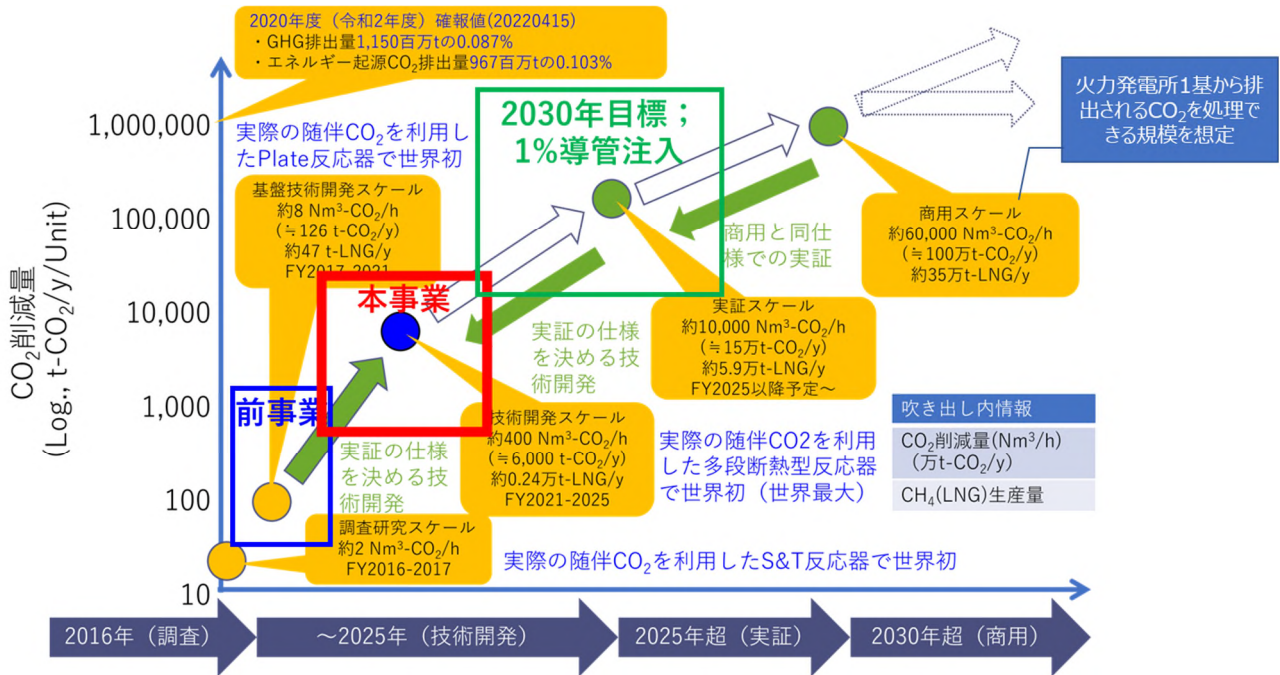 2020年度（令和2年度）確報値(20220415)
・GHG排出量1,150百万tの0.087%
・エネルギー起源CO₂排出量967百万tの0.103%
CO₂削減量
(Log., t-CO₂/y/Unit)
1,000,000
100,000
10,000
1,000
100
10
実際の随伴CO₂を利用し
たPlate反応器で世界初
基盤技術開発スケール
約8 Nm³-CO₂/h
(≒126 t-CO₂/y)
約47 t-LNG/y
FY2017-2021
2030年目標；
1%導管注入
火力発電所1基から排
出されるCO₂を処理で
きる規模を想定
商用スケール
約60,000 Nm³-CO₂/h
(≒100万t-CO₂/y)
約35万t-LNG/y
商用と同仕
様での実証
本事業
実証スケール
約10,000 Nm³-CO₂/h
(≒15万t-CO₂/y)
約5.9万t-LNG/y
FY2025以降予定～
実証の仕様
を決める技
術開発
前事業
実証の仕様
を決める技
術開発
技術開発スケール
約400 Nm³-CO₂/h
(≒6,000 t-CO₂/y)
約0.24万t-LNG/y
FY2021-2025
実際の随伴CO2を利用
した多段断熱型反応器
で世界初（世界最大）
吹き出し内情報
CO₂削減量(Nm³/h)
(万t-CO₂/y)
CH₄(LNG)生産量
調査研究スケール
約2 Nm³-CO₂/h
FY2016-2017
実際の随伴CO₂を利用したS&T反応器で世界初
2016年（調査）
～2025年（技術開発）
2025年超（実証）
2030年超（商用）